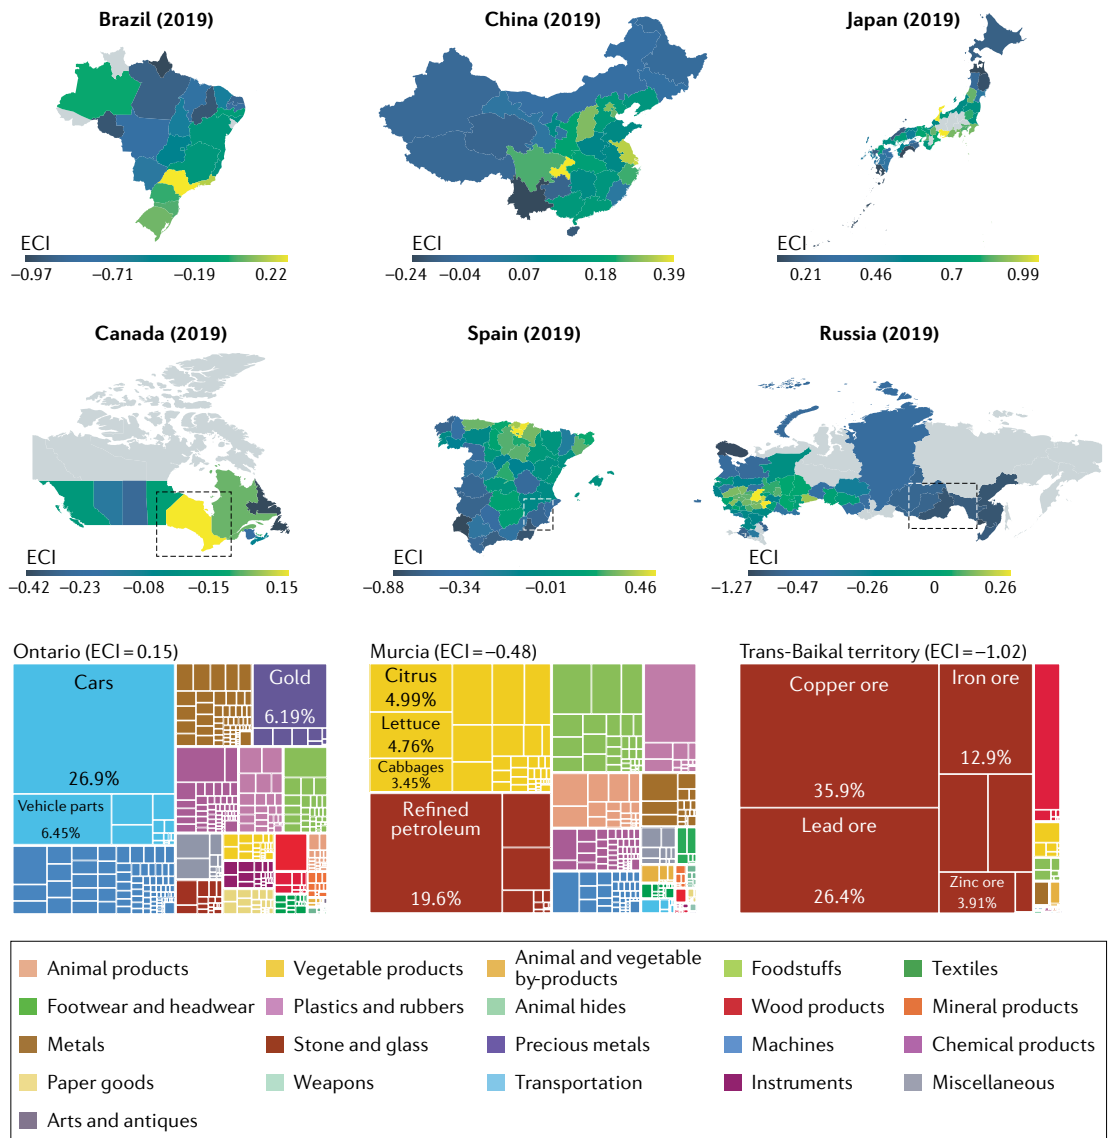 Brazil (2019)
China (2019)
Japan (2019)
ECI
−0.97 −0.71 −0.19 0.22
ECI
−0.24 −0.04 0.07 0.18 0.39
ECI
0.21 0.46 0.7 0.99
Canada (2019)
Spain (2019)
Russia (2019)
ECI
−0.42 −0.23 −0.08 −0.15 0.15
ECI
−0.88 −0.34 −0.01 0.46
ECI
−1.27 −0.47 −0.26 0 0.26
Ontario (ECI = 0.15)
Cars
26.9%
Vehicle parts
6.45%
Gold
6.19%
Murcia (ECI = −0.48)
Citrus
4.99%
Lettuce
4.76%
Cabbages
3.45%
Refined
petroleum
19.6%
Trans-Baikal territory (ECI = −1.02)
Copper ore
35.9%
Lead ore
26.4%
Iron ore
12.9%
Zinc ore
3.91%
Animal products
Vegetable products
Animal and vegetable
by-products
Foodstuffs
Textiles
Footwear and headwear
Plastics and rubbers
Animal hides
Wood products
Mineral products
Metals
Stone and glass
Precious metals
Machines
Chemical products
Paper goods
Weapons
Transportation
Instruments
Miscellaneous
Arts and antiques